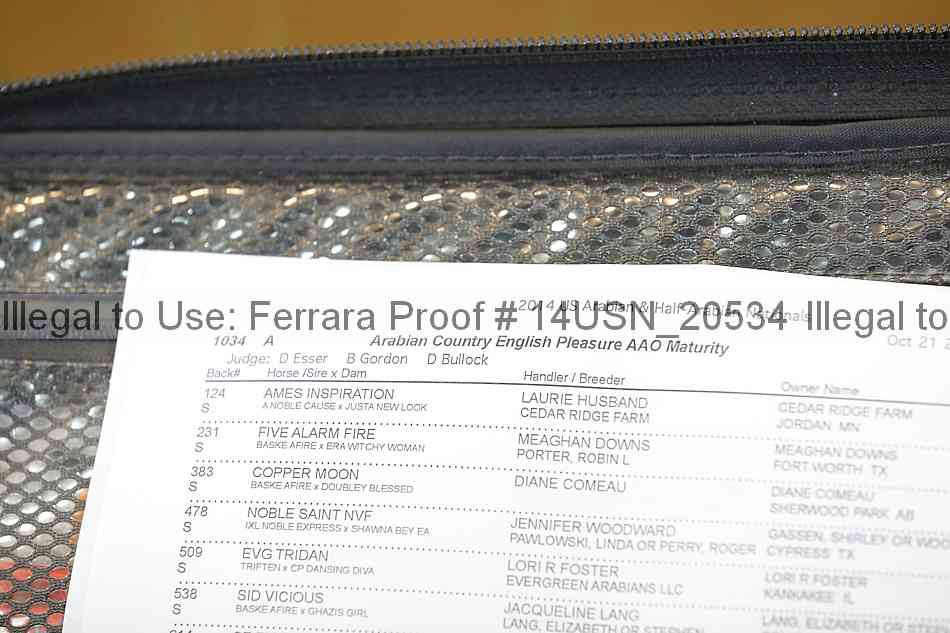 2014 US Arabian & Half-Arabian Nationals
Illegal to Use: Ferrara Proof # 14USN_20534 Illegal to
1034 A Arabian Country English Pleasure AAO Maturity Oct 21
Judge: D Esser B Gordon D Bullock
Back# Horse /Sire x Dam Handler / Breeder Owner Name
124 AMES INSPIRATION LAURIE HUSBAND CEDAR RIDGE FARM
S A NOBLE CAUSE x JUSTA NEW LOOK CEDAR RIDGE FARM JORDAN MN
231 FIVE ALARM FIRE MEAGHAN DOWNS MEAGHAN DOWNS
S BASKE AFIRE x ERA WITCHY WOMAN PORTER, ROBIN L FORT WORTH TX
383 COPPER MOON DIANE COMEAU DIANE COMEAU
S BASKE AFIRE x DOUBLEY BLESSED SHERWOOD PARK AB
478 NOBLE SAINT NVF JENNIFER WOODWARD GASSEN, SHIRLEY OR
S IXL NOBLE EXPRESS x SHAWNA BEY EA PAWLOWSKI, LINDA OR PERRY, ROGER CYPRESS TX
509 EVG TRIDAN LORI R FOSTER LORI R FOSTER
S TRIFTEN x CP DANSING DIVA EVERGREEN ARABIANS LLC KANKAKEE IL
538 SID VICIOUS JACQUELINE LANG LANG, ELIZABETH OR
S BASKE AFIRE x GHAZIS GIRL LANG, ELIZABETH OR STEPHEN